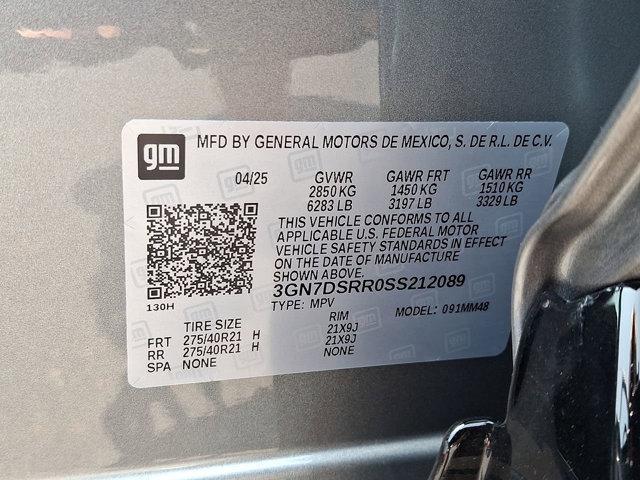 gm MFD BY GENERAL MOTORS DE MEXICO, S. DE R.L. DE C.V.
04/25 GVWR GAWR FRT GAWR RR
2850 KG 1450 KG 1510 KG
6283 LB 3197 LB 3329 LB
THIS VEHICLE CONFORMS TO ALL
APPLICABLE U.S. FEDERAL MOTOR
VEHICLE SAFETY STANDARDS IN EFFECT
ON THE DATE OF MANUFACTURE
SHOWN ABOVE.
3GN7DSRR0SS212089
130H TYPE: MPV MODEL: 091MM48
TIRE SIZE RIM
FRT 275/40R21 H 21X9J
RR 275/40R21 H 21X9J
SPA NONE NONE